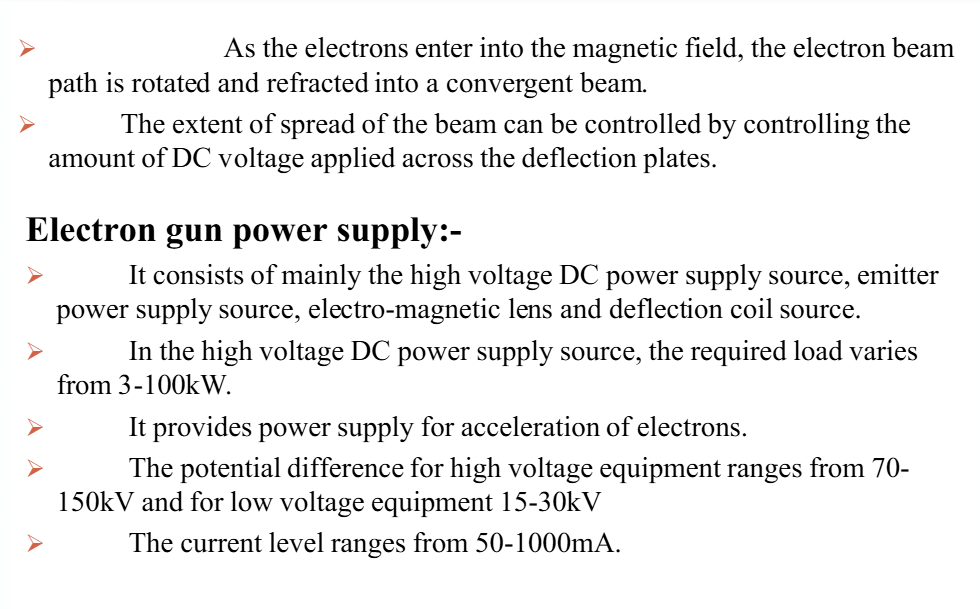 As the electrons enter into the magnetic field, the electron beam
path is rotated and refracted into a convergent beam.
The extent of spread of the beam can be controlled by controlling the
amount of DC voltage applied across the deflection plates.
Electron gun power supply:-
It consists of mainly the high voltage DC power supply source, emitter
power supply source, electro-magnetic lens and deflection coil source.
In the high voltage DC power supply source, the required load varies
from 3-100kW.
It provides power supply for acceleration of electrons.
The potential difference for high voltage equipment ranges from 70-
150kV and for low voltage equipment 15-30kV
The current level ranges from 50-1000mA.